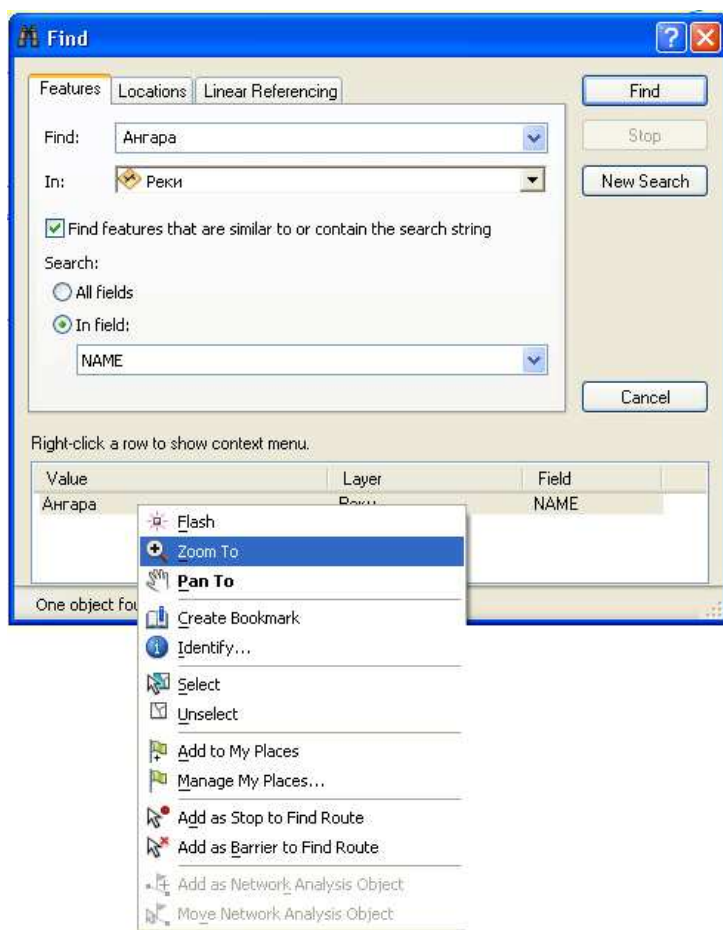 Find
Features Locations Linear Referencing
Find
Find: Ангара
Stop
In: Реки
New Search
Find features that are similar to or contain the search string
Search:
All fields
In field:
NAME
Cancel
Right-click a row to show context menu.
Value Layer Field
Ангара Реки NAME
Flash
Zoom To
Pan To
One object
Create Bookmark
Identify...
Select
Unselect
Add to My Places
Manage My Places...
Add as Stop to Find Route
Add as Barrier to Find Route
Add as Network Analysis Object
Move Network Analysis Object